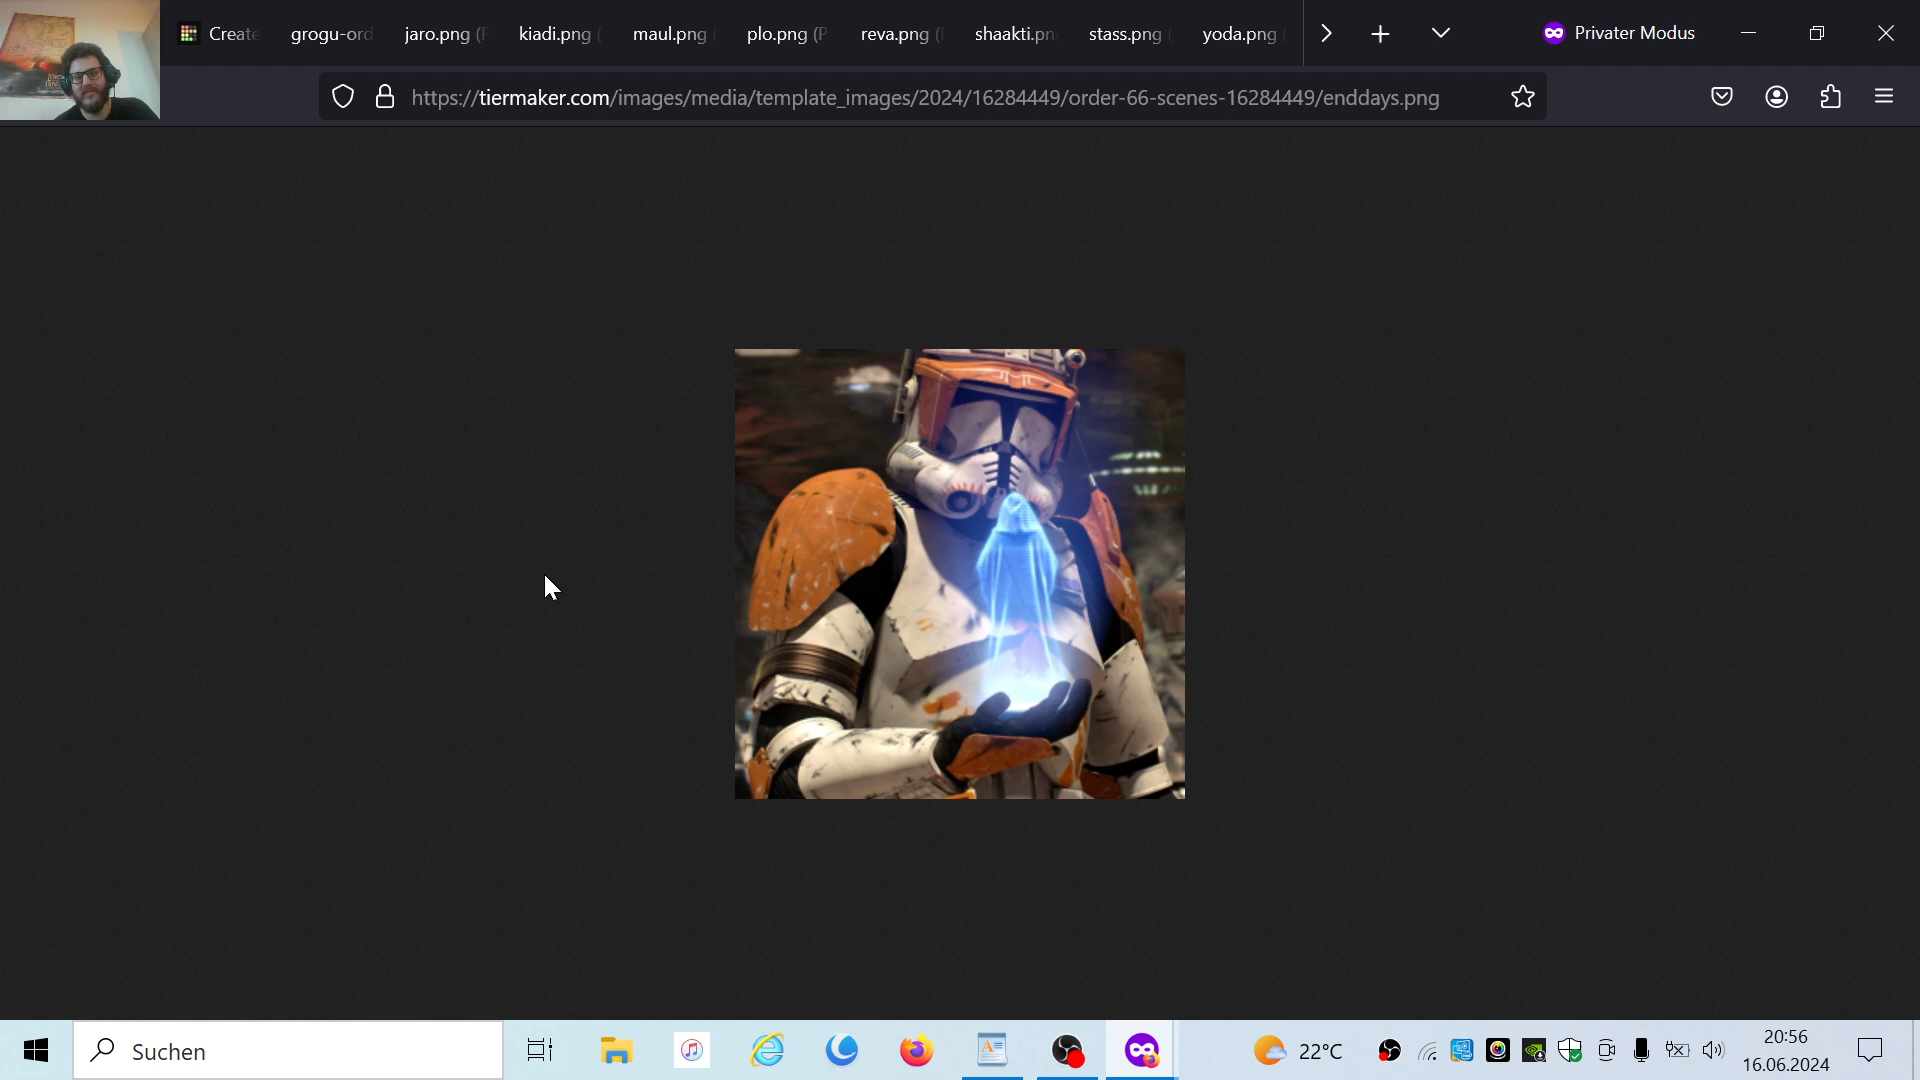 Create
grogu-ord
jaro.png (P
kiadi.png (
maul.png (
plo.png (P
reva.png (I
shaakti.pn
stass.png (
yoda.png (
Privater Modus
https://tiermaker.com/images/media/template_images/2024/16284449/order-66-scenes-16284449/enddays.png
Suchen
22°C
20:56
16.06.2024